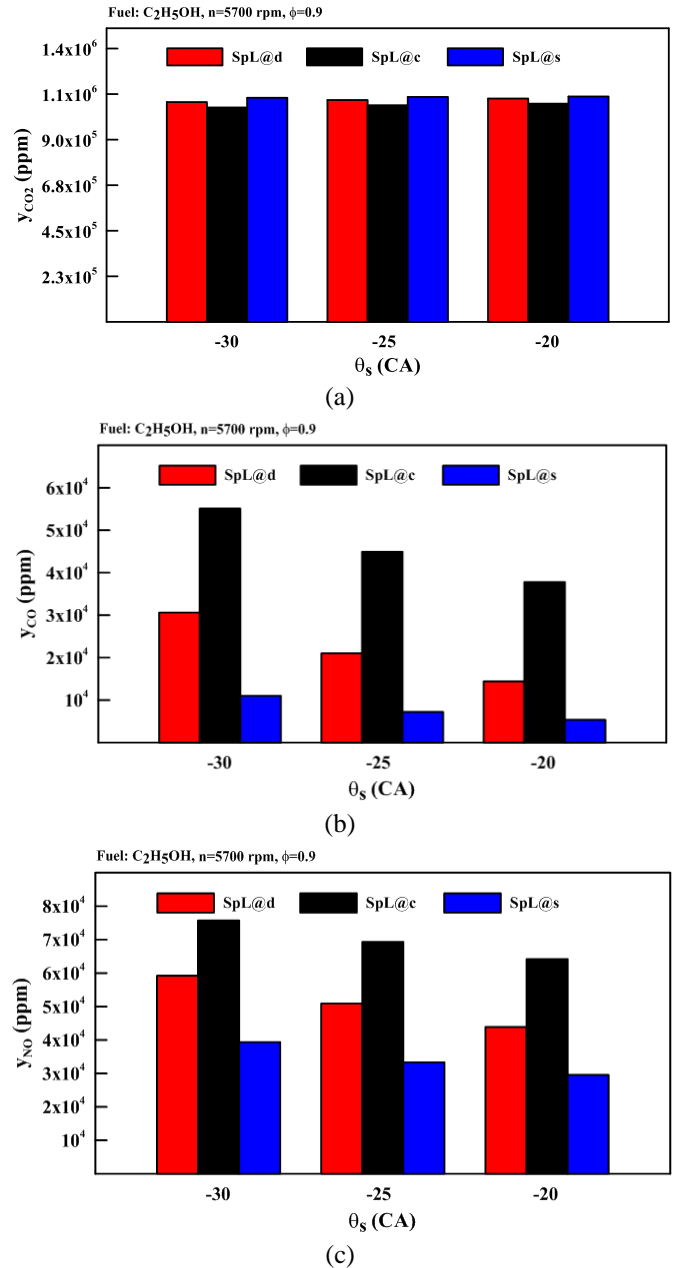 Fuel: C2H5OH, n=5700 rpm, ϕ=0.9
SpL@d SpL@c SpL@s
1.4x10^6
1.1x10^6
9.0x10^5
6.8x10^5
4.5x10^5
2.3x10^5
yCO2 (ppm)
-30 -25 -20
θs (CA)
(a)
Fuel: C2H5OH, n=5700 rpm, ϕ=0.9
SpL@d SpL@c SpL@s
6x10^4
5x10^4
4x10^4
3x10^4
2x10^4
10^4
yCO (ppm)
-30 -25 -20
θs (CA)
(b)
Fuel: C2H5OH, n=5700 rpm, ϕ=0.9
SpL@d SpL@c SpL@s
8x10^4
7x10^4
6x10^4
5x10^4
4x10^4
3x10^4
2x10^4
10^4
yNO (ppm)
-30 -25 -20
θs (CA)
(c)